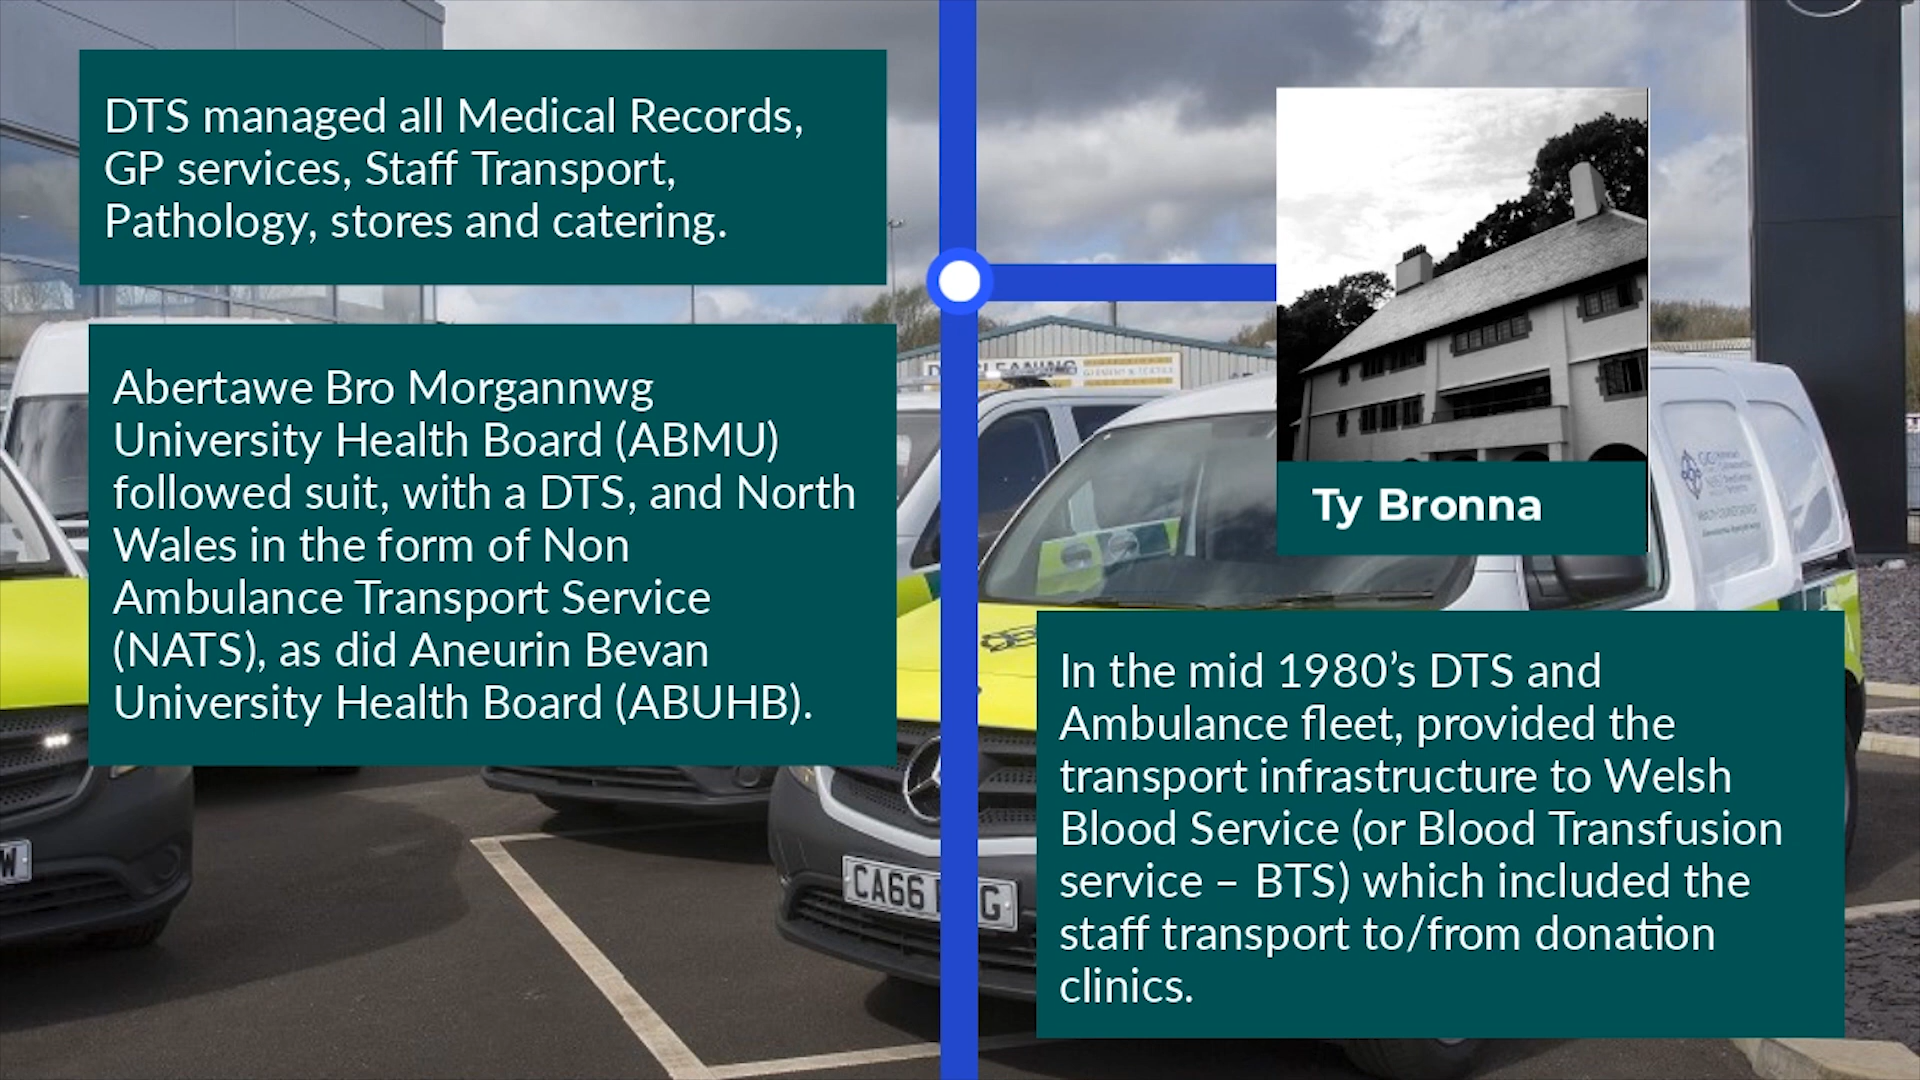 DTS managed all Medical Records,
GP services, Staff Transport,
Pathology, stores and catering.
Abertawe Bro Morgannwg
University Health Board (ABMU)
followed suit, with a DTS, and North
Wales in the form of Non
Ambulance Transport Service
(NATS), as did Aneurin Bevan
University Health Board (ABUHB).
Ty Bronna
In the mid 1980’s DTS and
Ambulance fleet, provided the
transport infrastructure to Welsh
Blood Service (or Blood Transfusion
service – BTS) which included the
staff transport to/from donation
clinics.
CLEANING
CA66
G
W